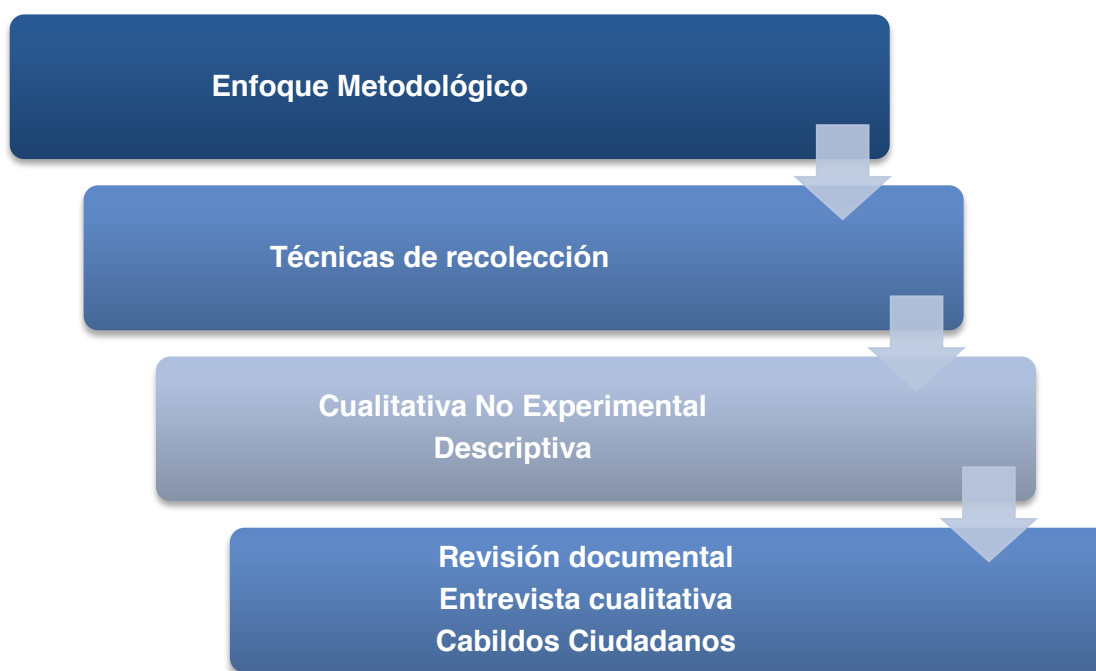 Enfoque Metodológico
Técnicas de recolección
Cualitativa No Experimental
Descriptiva
Revisión documental
Entrevista cualitativa
Cabildos Ciudadanos